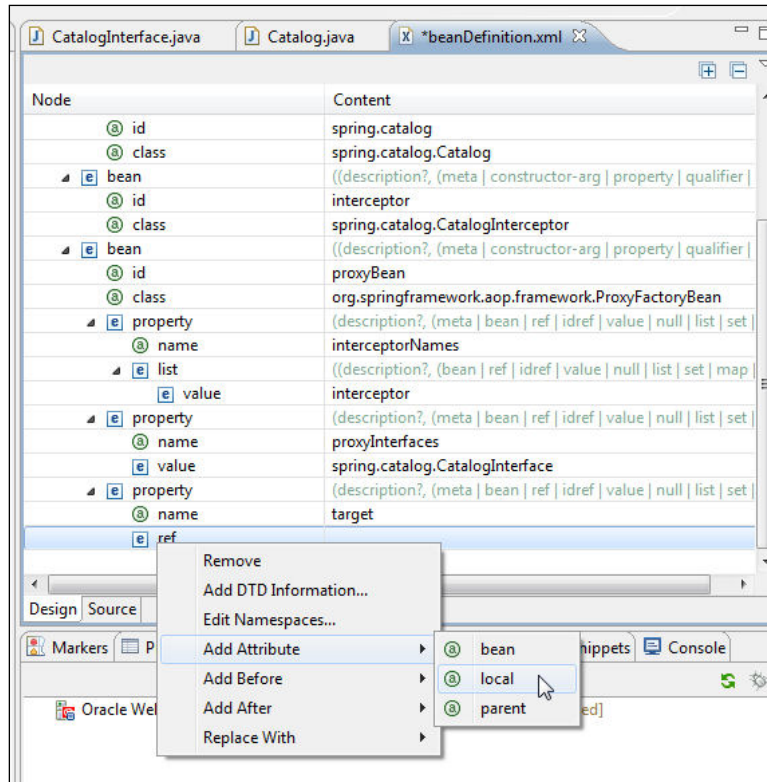 CatalogInterface.java Catalog.java *beanDefinition.xml
Node Content
id spring.catalog
class spring.catalog.Catalog
bean ((description?, (meta | constructor-arg | property | qualifier |
id interceptor
class spring.catalog.CatalogInterceptor
bean ((description?, (meta | constructor-arg | property | qualifier |
id proxyBean
class org.springframework.aop.framework.ProxyFactoryBean
property (description?, (meta | bean | ref | idref | value | null | list | set |
name interceptorNames
list ((description?, (bean | ref | idref | value | null | list | set | map |
value interceptor
property (description?, (meta | bean | ref | idref | value | null | list | set |
name proxyInterfaces
value spring.catalog.CatalogInterface
property (description?, (meta | bean | ref | idref | value | null | list | set |
name target
ref
Remove
Add DTD Information...
Design Source
Edit Namespaces...
Markers P Add Attribute bean nippets Console
Add Before local
Oracle Wel Add After parent ed]
Replace With